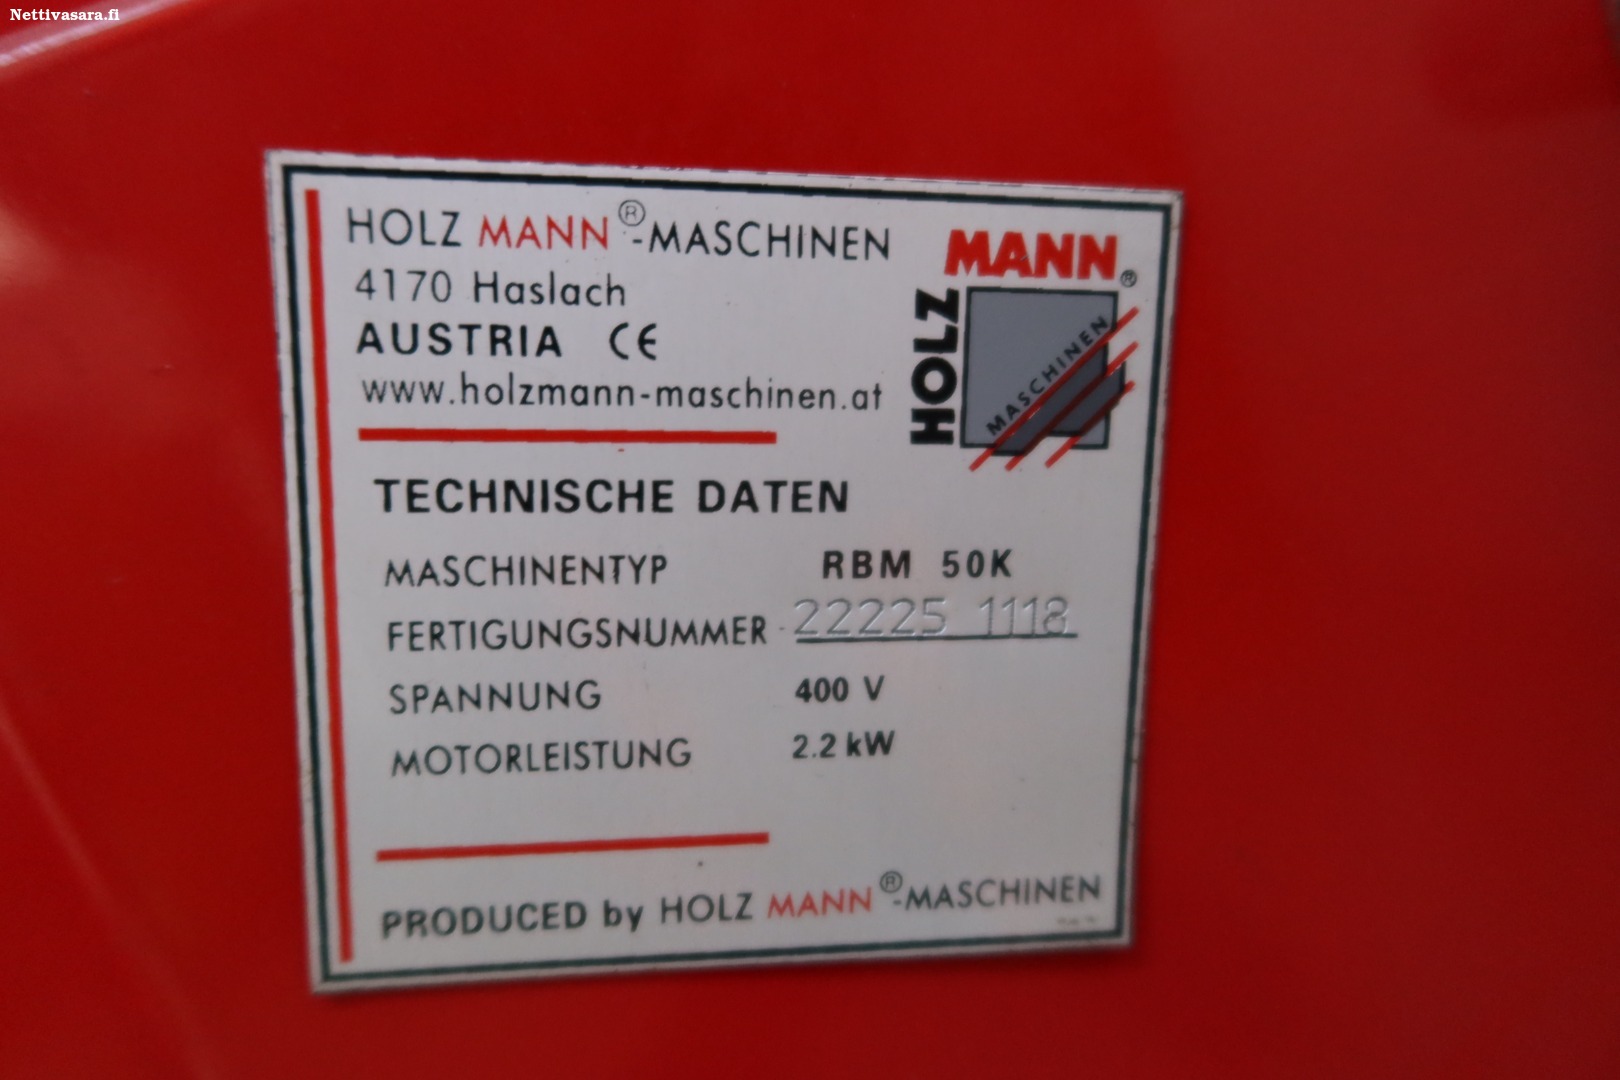 Nettivasara.fi
HOLZ MANN®-MASCHINEN
4170 Haslach
AUSTRIA CE
www.holzmann-maschinen.at
MANN®
HOLZ
MASCHINEN
TECHNISCHE DATEN
MASCHINENTYP RBM 50K
FERTIGUNGSNUMMER 22225 1118
SPANNUNG 400 V
MOTORLEISTUNG 2.2 kW
PRODUCED by HOLZ MANN®-MASCHINEN